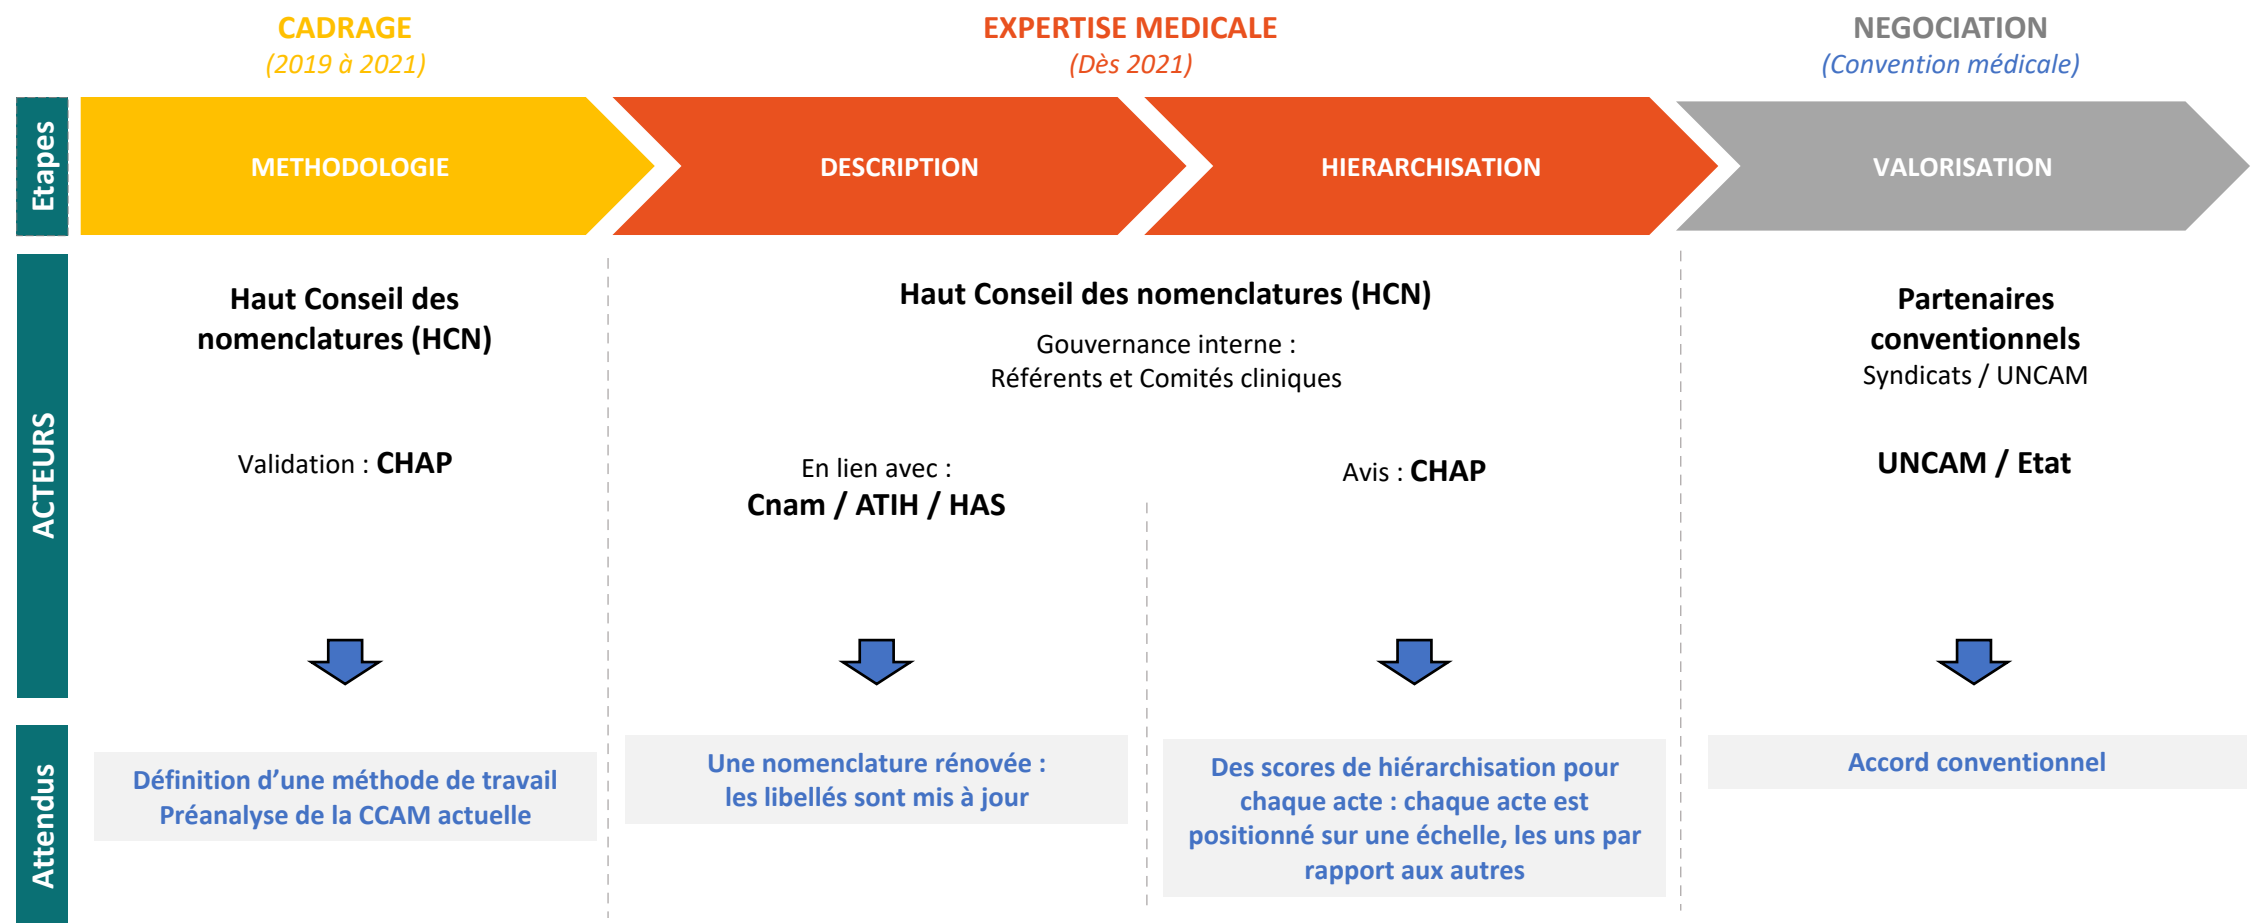 CADRAGE
(2019 à 2021)
EXPERTISE MEDICALE
(Dès 2021)
NEGOCIATION
(Convention médicale)
Etapes
METHODOLOGIE
DESCRIPTION
HIERARCHISATION
VALORISATION
ACTEURS
Haut Conseil des
nomenclatures (HCN)
Validation : CHAP
Haut Conseil des nomenclatures (HCN)
Gouvernance interne :
Référents et Comités cliniques
En lien avec :
Cnam / ATIH / HAS
Avis : CHAP
Partenaires
conventionnels
Syndicats / UNCAM
UNCAM / Etat
Attendus
Définition d’une méthode de travail
Préanalyse de la CCAM actuelle
Une nomenclature rénovée :
les libellés sont mis à jour
Des scores de hiérarchisation pour
chaque acte : chaque acte est
positionné sur une échelle, les uns par
rapport aux autres
Accord conventionnel